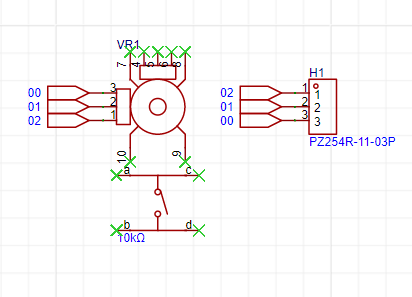 VR1
7 4 5 6 8
00 3
01 2
02 1
10 9
a c
b d
10kΩ
H1
02 1 1
01 2 2
00 3 3
PZ254R-11-03P